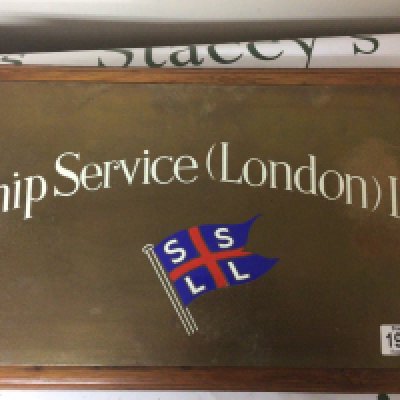 Stacey's
hip Service (London) L
S S
L L
19